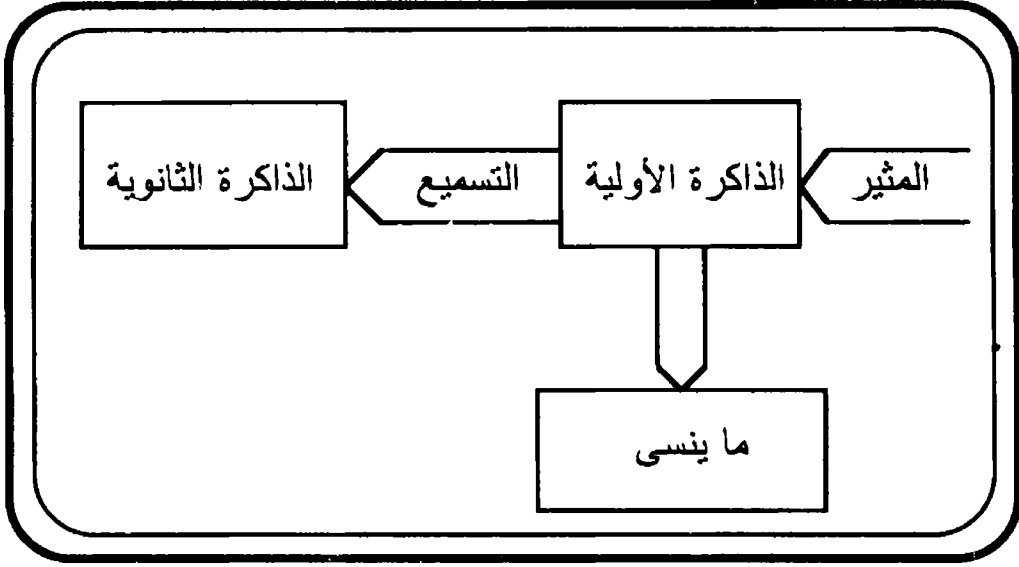 المثير
الذاكرة الأولية
التسميع
الذاكرة الثانوية
ما ينسى